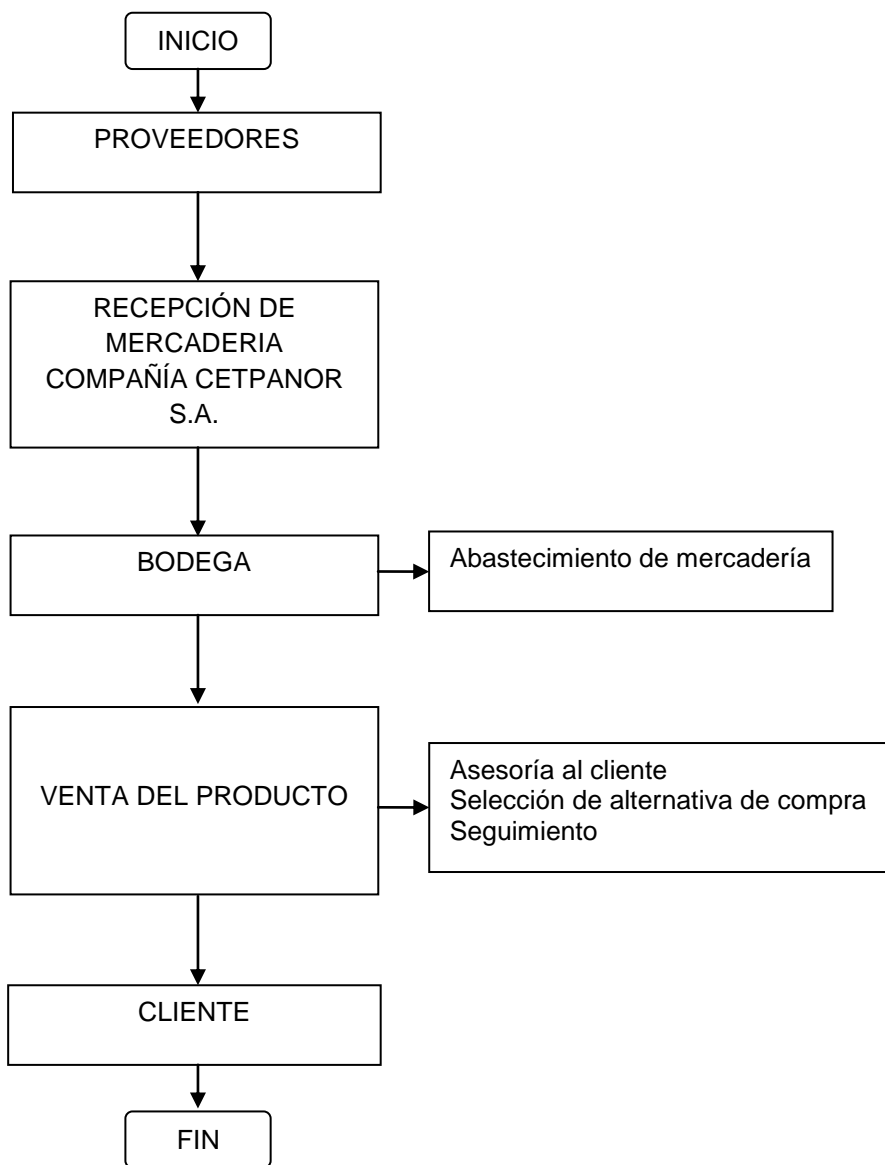 INICIO
PROVEEDORES
RECEPCIÓN DE
MERCADERIA
COMPAÑÍA CETPANOR
S.A.
BODEGA
Abastecimiento de mercadería
VENTA DEL PRODUCTO
Asesoría al cliente
Selección de alternativa de compra
Seguimiento
CLIENTE
FIN